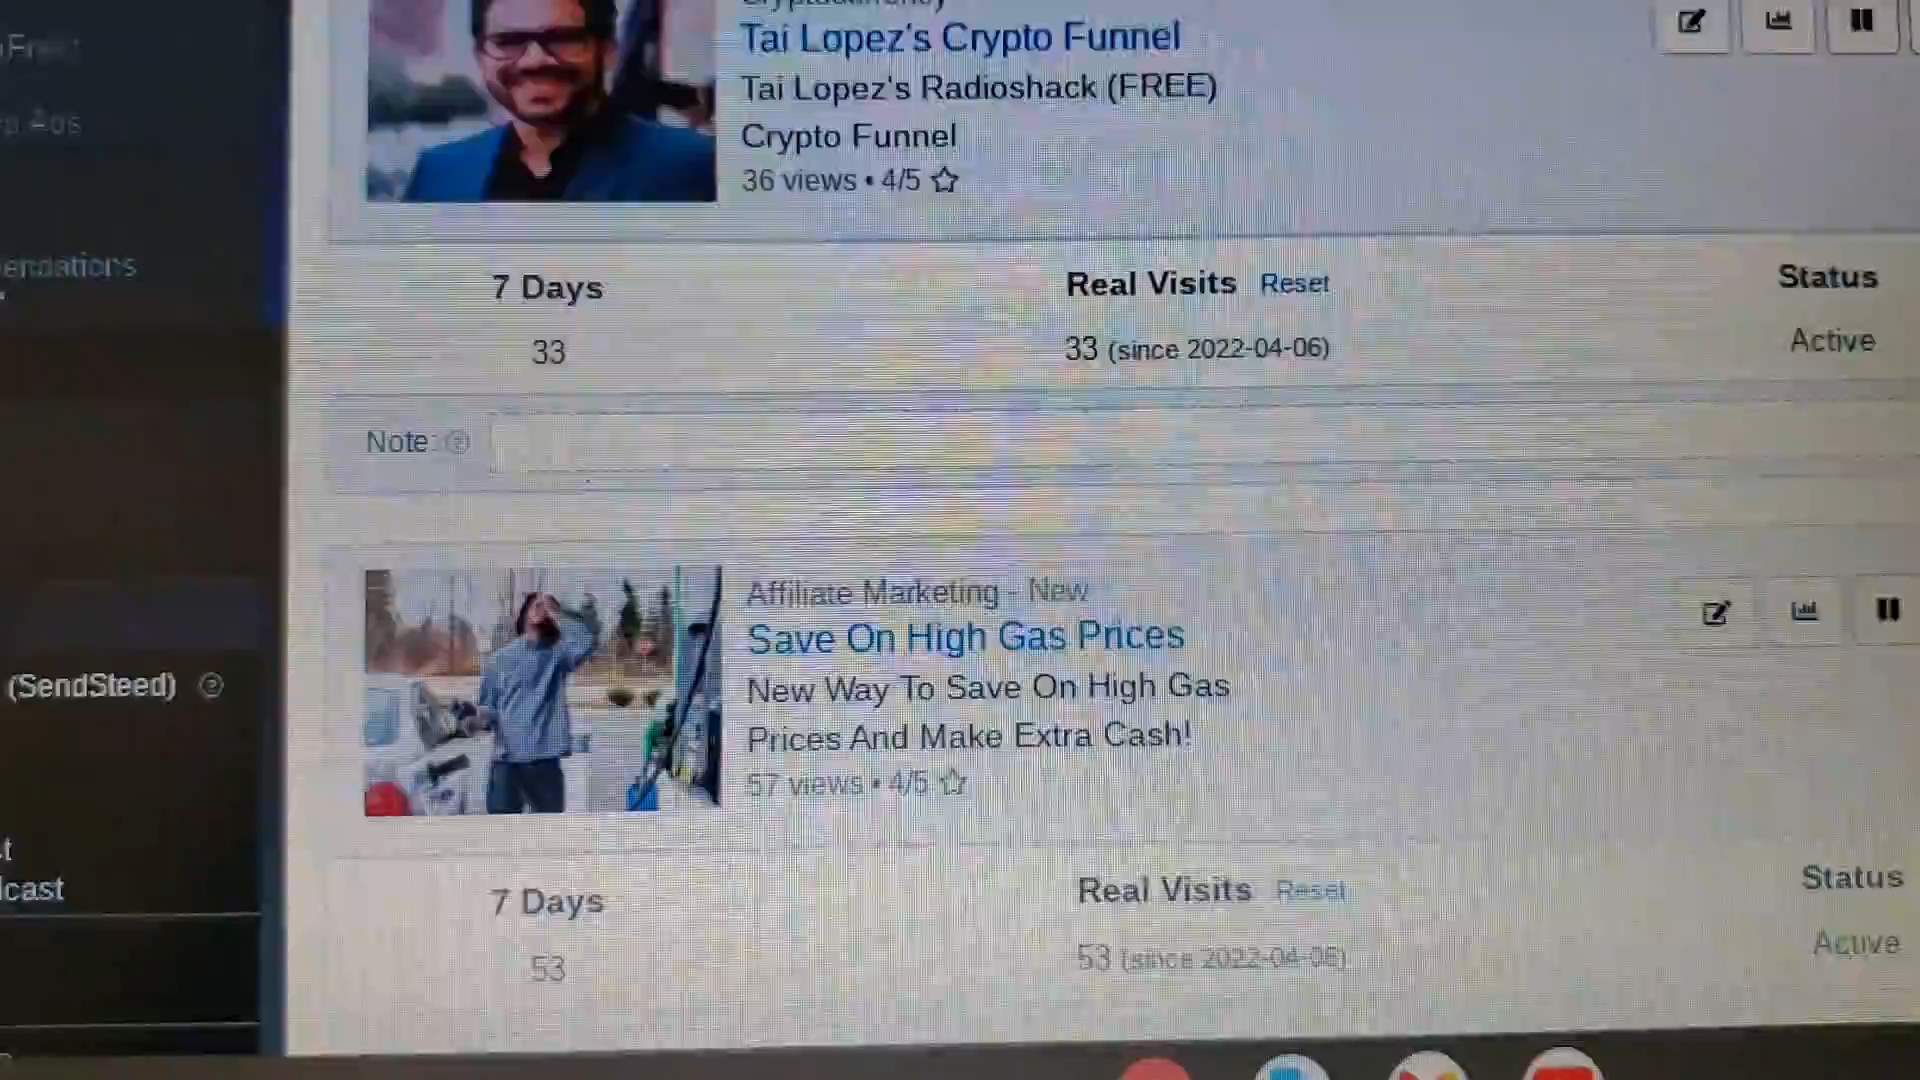 Tai Lopez's Crypto Funnel
Tai Lopez's Radioshack (FREE)
Crypto Funnel
36 views • 4/5 ☆
endations
7 Days
Real Visits Reset
Status
33
33 (since 2022-04-06)
Active
Note:
Affiliate Marketing - New
Save On High Gas Prices
New Way To Save On High Gas
Prices And Make Extra Cash!
57 views • 4/5 ☆
(SendSteed)
t
lcast
7 Days
Real Visits Reset
Status
53
53 (since 2022-04-06)
Active